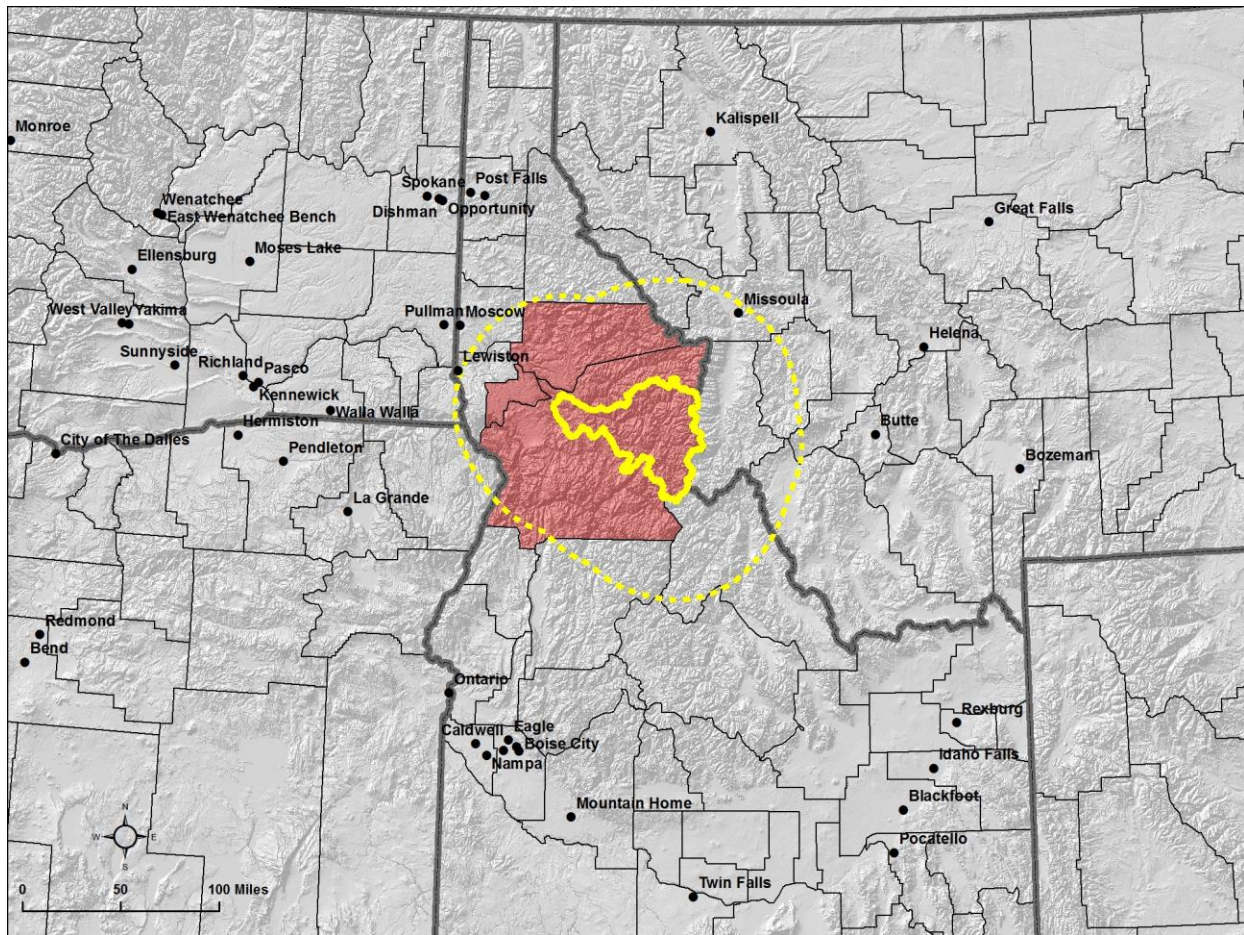 Monroe
Kalispell
Spokane
Post Falls
Dishman
Opportunity
Wenatchee
East Wenatchee Bench
Great Falls
Ellensburg
Moses Lake
West Valley
Yakima
Pullman
Moscow
Missoula
Helena
Sunnyside
Richland
Pasco
Kennewick
Lewiston
Walla Walla
Hermiston
Butte
City of The Dalles
Pendleton
Bozeman
La Grande
Redmond
Bend
Ontario
Caldwell
Eagle
Boise City
Nampa
Rexburg
Idaho Falls
Mountain Home
Blackfoot
Pocatello
Twin Falls
N
W
E
S
0 50 100 Miles